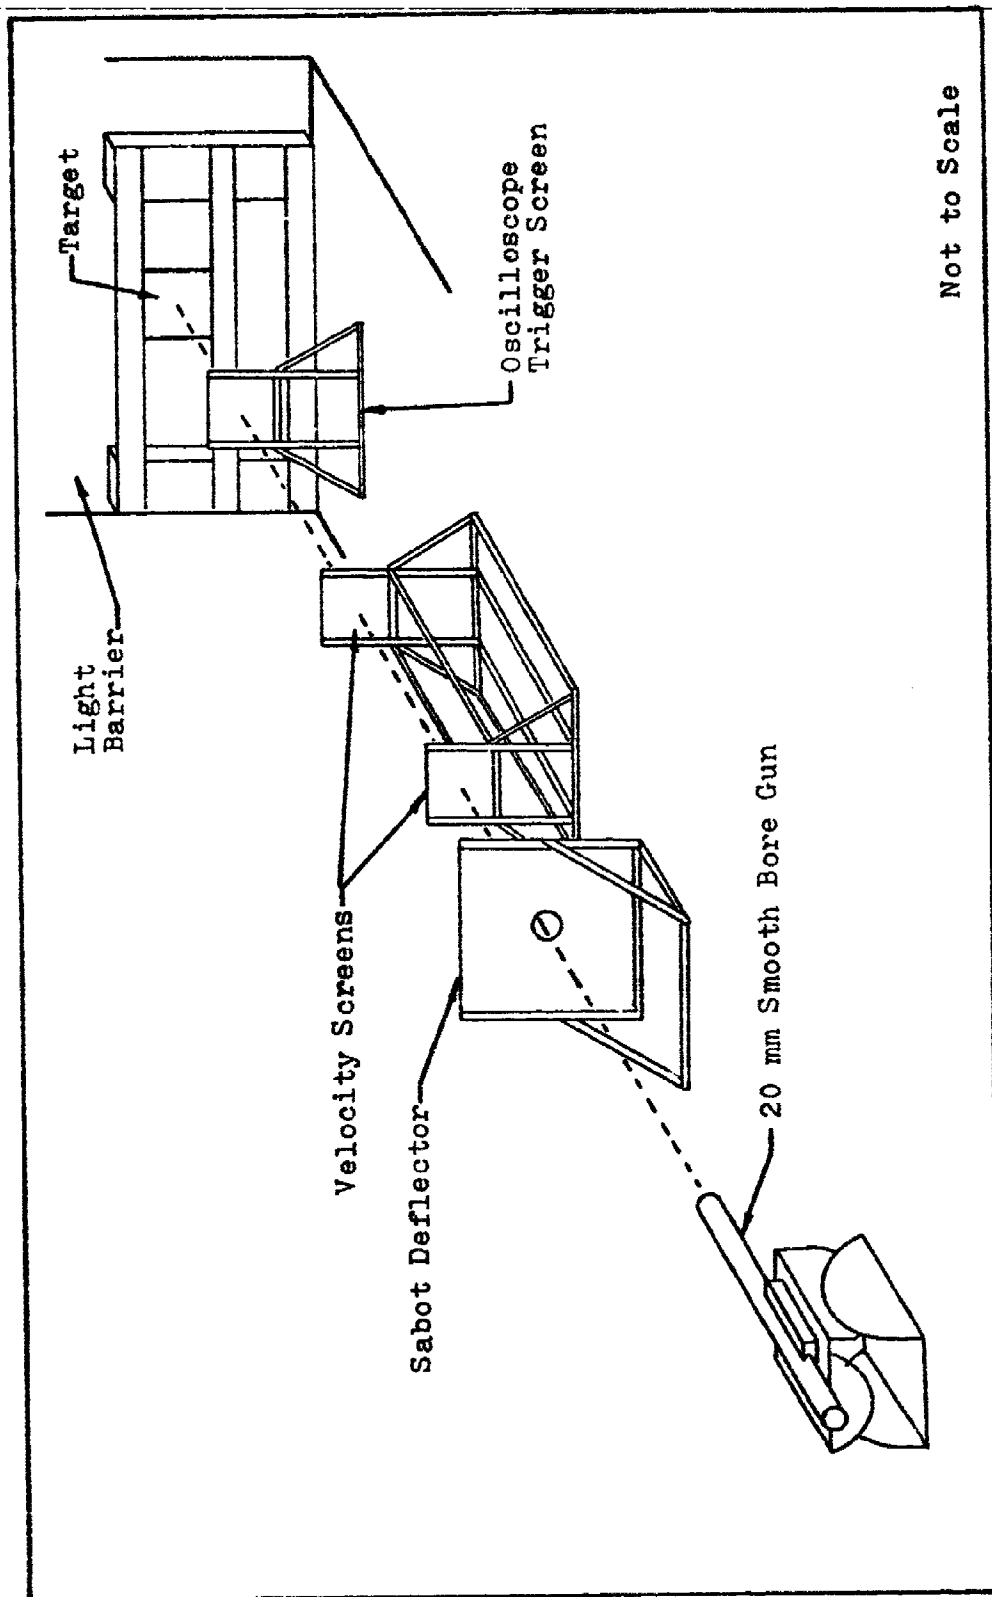 Light
Barrier
Target
Velocity Screens
Oscilloscope
Trigger Screen
Sabot Deflector
20 mm Smooth Bore Gun
Not to Scale